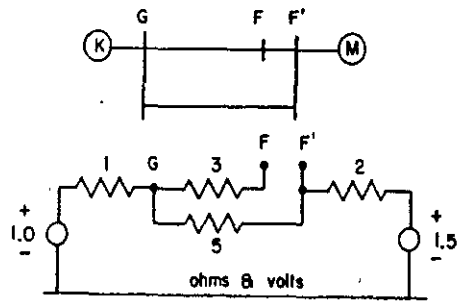 G F F'
K M
F F'
1 G 3 2
+ +
1.0 5 1.5
- -
ohms & volts